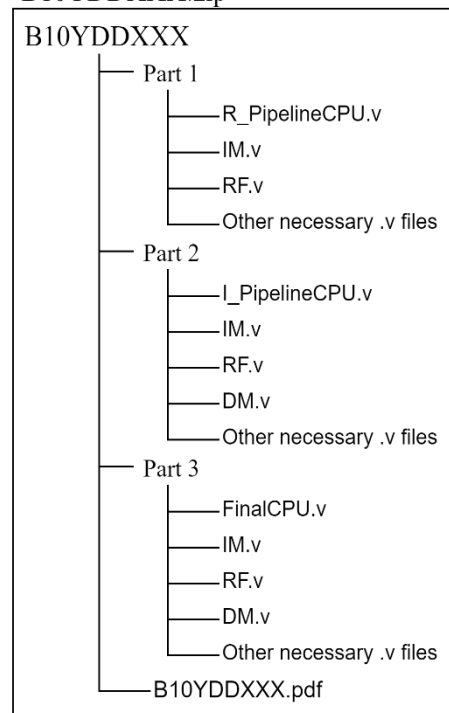 B10YDDXXX
Part 1
R_PipelineCPU.v
IM.v
RF.v
Other necessary .v files
Part 2
I_PipelineCPU.v
IM.v
RF.v
DM.v
Other necessary .v files
Part 3
FinalCPU.v
IM.v
RF.v
DM.v
Other necessary .v files
B10YDDXXX.pdf